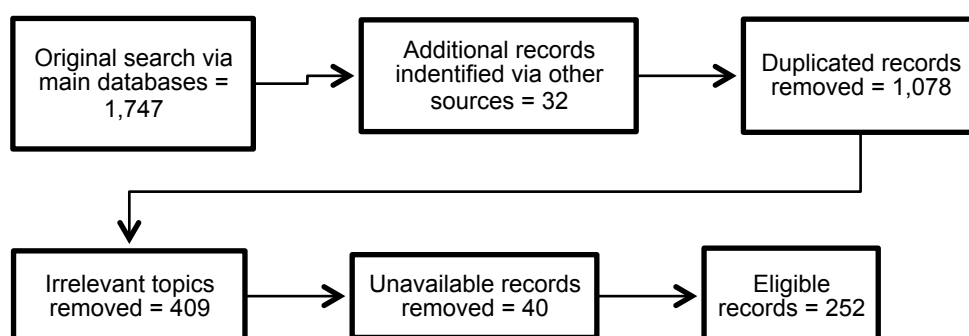 Original search via
main databases =
1,747
Additional records
indentified via other
sources = 32
Duplicated records
removed = 1,078
Irrelevant topics
removed = 409
Unavailable records
removed = 40
Eligible
records = 252